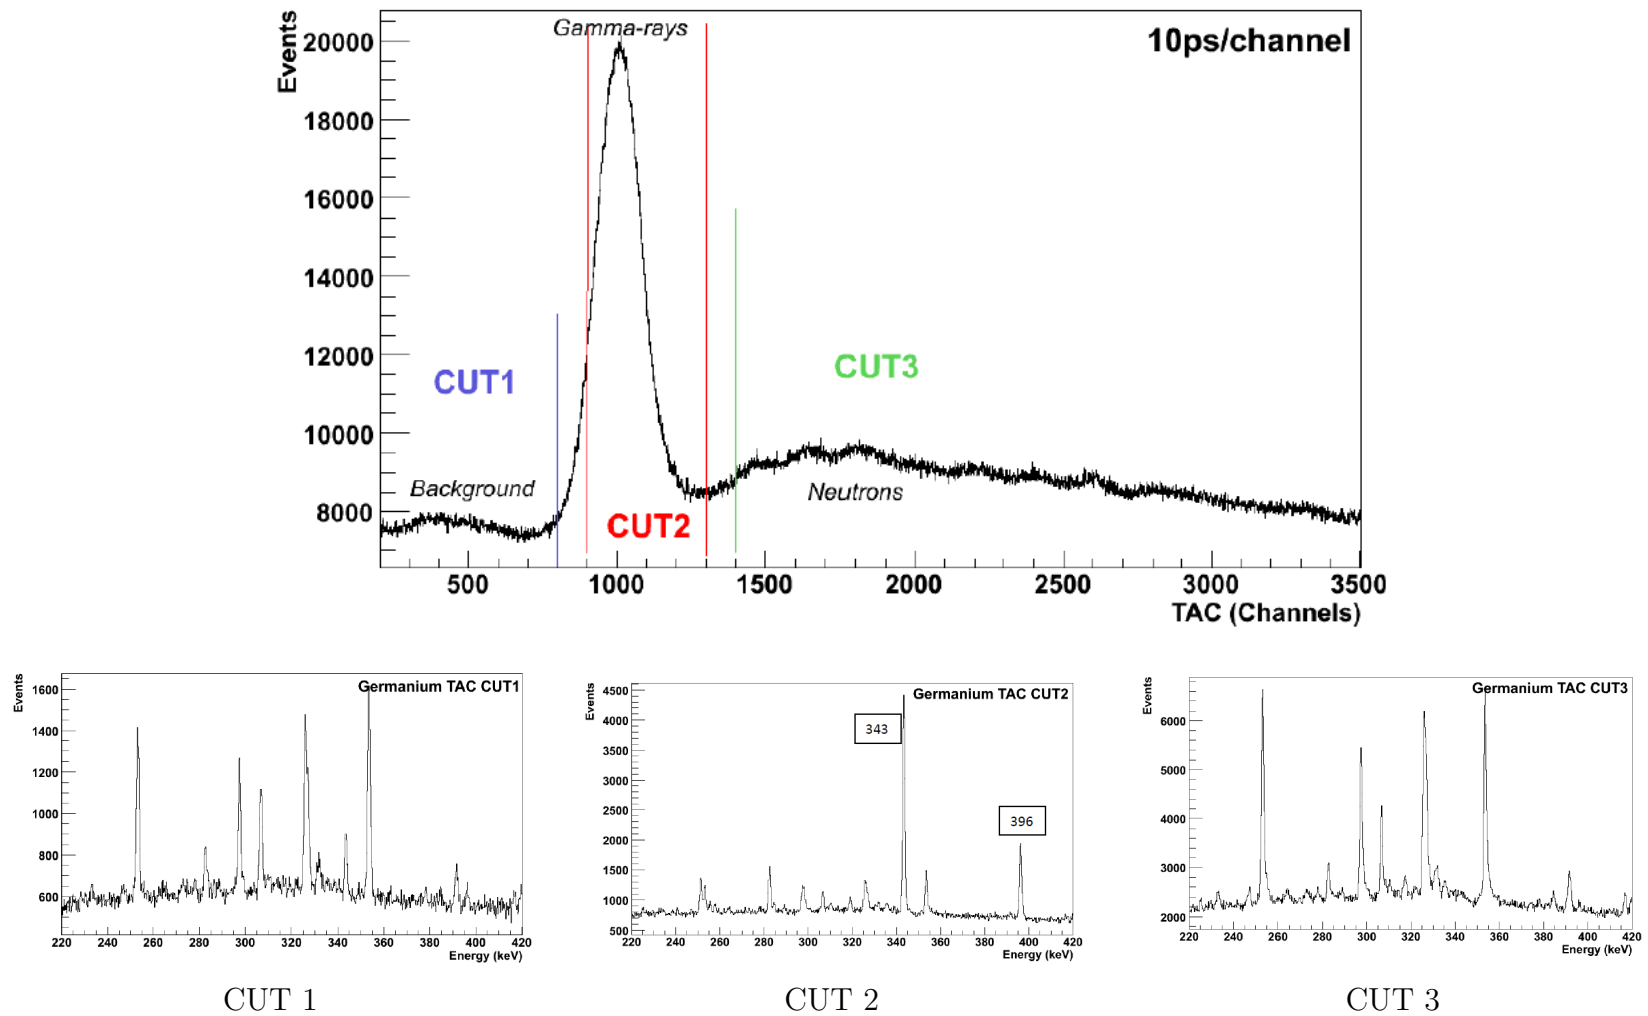 Events
Gamma-rays
10ps/channel
20000
18000
16000
14000
12000
10000
8000
CUT1
CUT2
CUT3
Background
Neutrons
500 1000 1500 2000 2500 3000 3500
TAC (Channels)
Events
Germanium TAC CUT1
1600
1400
1200
1000
800
600
220 240 260 280 300 320 340 360 380 400 420
Energy (keV)
CUT 1
Events
Germanium TAC CUT2
4500
4000
3500
3000
2500
2000
1500
1000
500
343
396
220 240 260 280 300 320 340 360 380 400 420
Energy (keV)
CUT 2
Events
Germanium TAC CUT3
6000
5000
4000
3000
2000
220 240 260 280 300 320 340 360 380 400 420
Energy (keV)
CUT 3